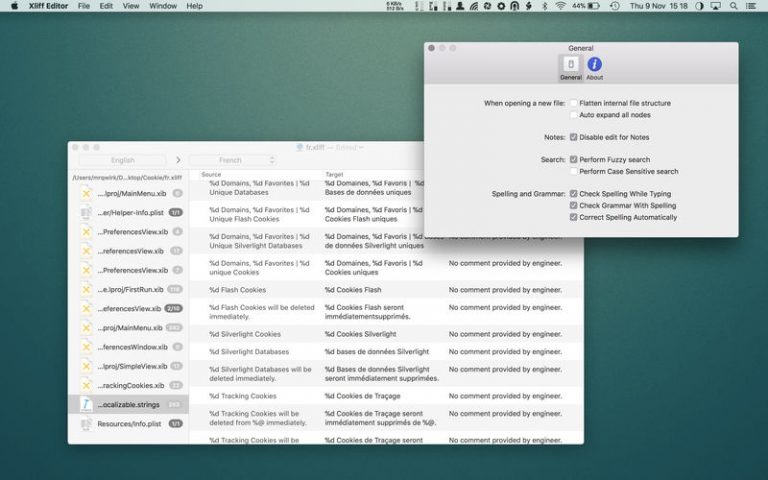 Xliff Editor File Edit View Window Help 6 KB/s 512 B/s 44% Thu 9 Nov 15 18
General
General About
When opening a new file: Flatten internal file structure
Auto expand all nodes
Notes: Disable edit for Notes
Search: Perform Fuzzy search
Perform Case Sensitive search
Spelling and Grammar: Check Spelling While Typing
Check Grammar With Spelling
Correct Spelling Automatically
fr.xliff — Edited
English > French
/Users/mrqwirk/D...ktop/Cookie/fr.xliff
...lproj/MainMenu.xib
...er/Helper-Info.plist 1/1
...PreferencesView.xib
...referencesView.xib
...PreferencesView.xib
...e.lproj/FirstRun.xib
...eferencesView.xib 2/10
...proj/MainMenu.xib
...ferencesWindow.xib
...lproj/SimpleView.xib
...rackingCookies.xib
...ocalizable.strings
Resources/Info.plist 1/1
Source Target
%d Domains, %d Favorites | %d %d Domaines, %d Favoris | %d
Unique Databases Bases de données uniques
%d Domains, %d Favorites | %d %d Domaines, %d Favoris | %d
Unique Flash Cookies Cookies Flash uniques
%d Domains, %d Favorites | %d %d Domaines, %d Favoris | %d Bases
Unique Silverlight Databases de données Silverlight uniques No comment provided by engineer.
%d Domains, %d Favorites | %d %d Domaines, %d Favoris | %d No comment provided by engineer.
unique Cookies Cookies uniques
%d Flash Cookies %d Cookies Flash No comment provided by engineer.
%d Flash Cookies will be deleted %d Cookies Flash seront No comment provided by engineer.
immediately. immédiatementsupprimés.
%d Silverlight Cookies %d Cookies Silverlight No comment provided by engineer.
%d Silverlight Databases %d bases de données Silverlight No comment provided by engineer.
%d Silverlight Databases will be %d Bases de données Silverlight No comment provided by engineer.
deleted immediately. seront immédiatement supprimées.
%d Tracking Cookies %d Cookies de Traçage No comment provided by engineer.
%d Tracking Cookies will be %d Cookies de Traçage seront No comment provided by engineer.
deleted from %@ immediately. immédiatement supprimés de %@.
%d Tracking Cookies will be %d Cookies de Traçage seront No comment provided by engineer.